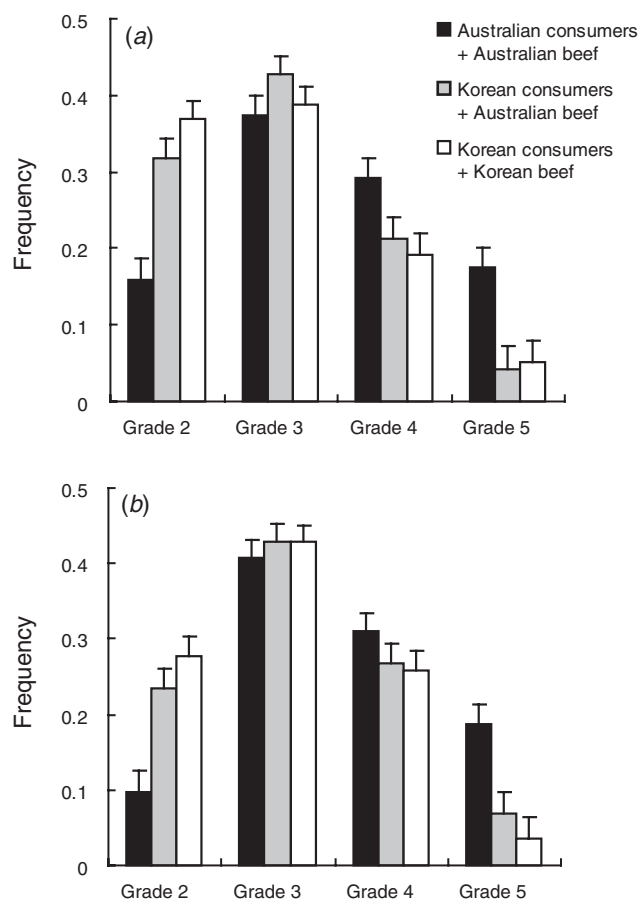 (a)
Australian consumers
+ Australian beef
Korean consumers
+ Australian beef
Korean consumers
+ Korean beef
Frequency
0.5
0.4
0.3
0.2
0.1
0
Grade 2 Grade 3 Grade 4 Grade 5
(b)
Frequency
0.5
0.4
0.3
0.2
0.1
0
Grade 2 Grade 3 Grade 4 Grade 5